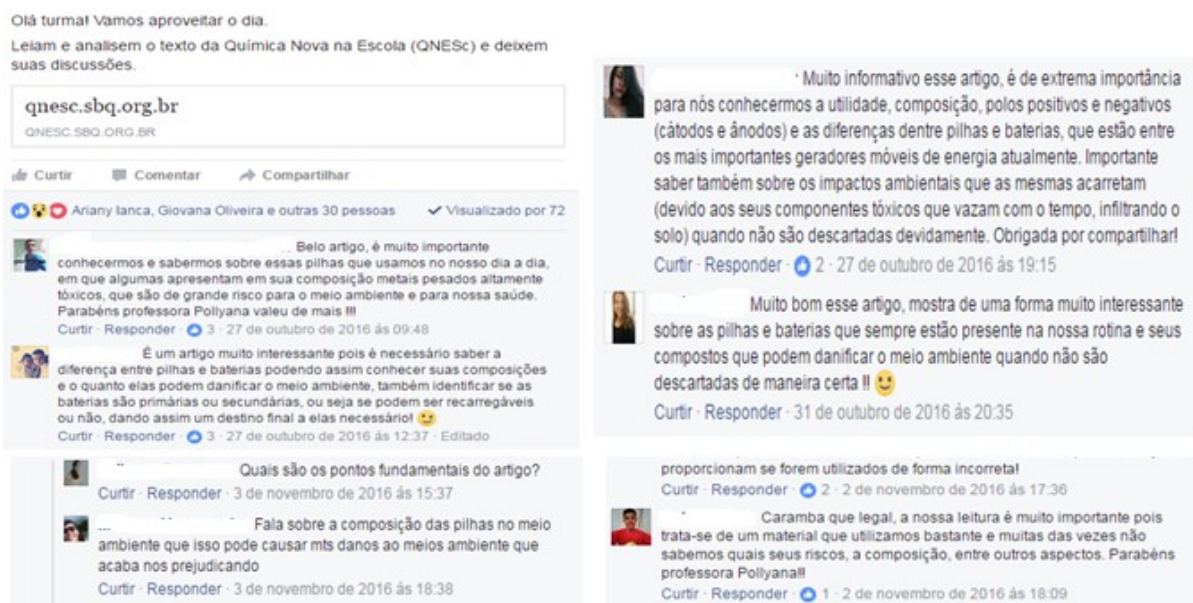 Olá turma! Vamos aproveitar o dia.
Leiam e analisem o texto da Química Nova na Escola (QNESc) e deixem
suas discussões.
qnesc.sbq.org.br
QNESC.SBQ.ORG.BR
Curtir Comentar Compartilhar
Ariany Ianca, Giovana Oliveira e outras 30 pessoas ✓ Visualizado por 72
... Belo artigo, é muito importante
conhecermos e sabermos sobre essas pilhas que usamos no nosso dia a dia,
em que algumas apresentam em sua composição metais pesados altamente
tóxicos, que são de grande risco para o meio ambiente e para nossa saúde.
Parabéns professora Pollyana valeu de mais !!!
Curtir · Responder · 3 · 27 de outubro de 2016 às 09:48
É um artigo muito interessante pois é necessário saber a
diferença entre pilhas e baterias podendo assim conhecer suas composições
e o quanto elas podem danificar o meio ambiente, também identificar se as
baterias são primárias ou secundárias, ou seja se podem ser recarregáveis
ou não, dando assim um destino final a elas necessário! 😉
Curtir · Responder · 3 · 27 de outubro de 2016 às 12:37 · Editado
Quais são os pontos fundamentais do artigo?
Curtir · Responder · 3 de novembro de 2016 às 15:37
Fala sobre a composição das pilhas no meio
ambiente que isso pode causar mts danos ao meios ambiente que
acaba nos prejudicando
Curtir · Responder · 3 de novembro de 2016 às 18:38
Muito informativo esse artigo, é de extrema importância
para nós conhecermos a utilidade, composição, polos positivos e negativos
(cátodos e ânodos) e as diferenças dentre pilhas e baterias, que estão entre
os mais importantes geradores móveis de energia atualmente. Importante
saber também sobre os impactos ambientais que as mesmas acarretam
(devido aos seus componentes tóxicos que vazam com o tempo, infiltrando o
solo) quando não são descartadas devidamente. Obrigada por compartilhar!
Curtir · Responder · 2 · 27 de outubro de 2016 às 19:15
Muito bom esse artigo, mostra de uma forma muito interessante
sobre as pilhas e baterias que sempre estão presente na nossa rotina e seus
compostos que podem danificar o meio ambiente quando não são
descartadas de maneira certa !! 🙂
Curtir · Responder · 31 de outubro de 2016 às 20:35
proporcionam se forem utilizados de forma incorreta!
Curtir · Responder · 2 · 2 de novembro de 2016 às 17:36
Caramba que legal, a nossa leitura é muito importante pois
trata-se de um material que utilizamos bastante e muitas das vezes não
sabemos quais seus riscos, a composição, entre outros aspectos. Parabéns
professora Pollyana!!!
Curtir · Responder · 1 · 2 de novembro de 2016 às 18:09